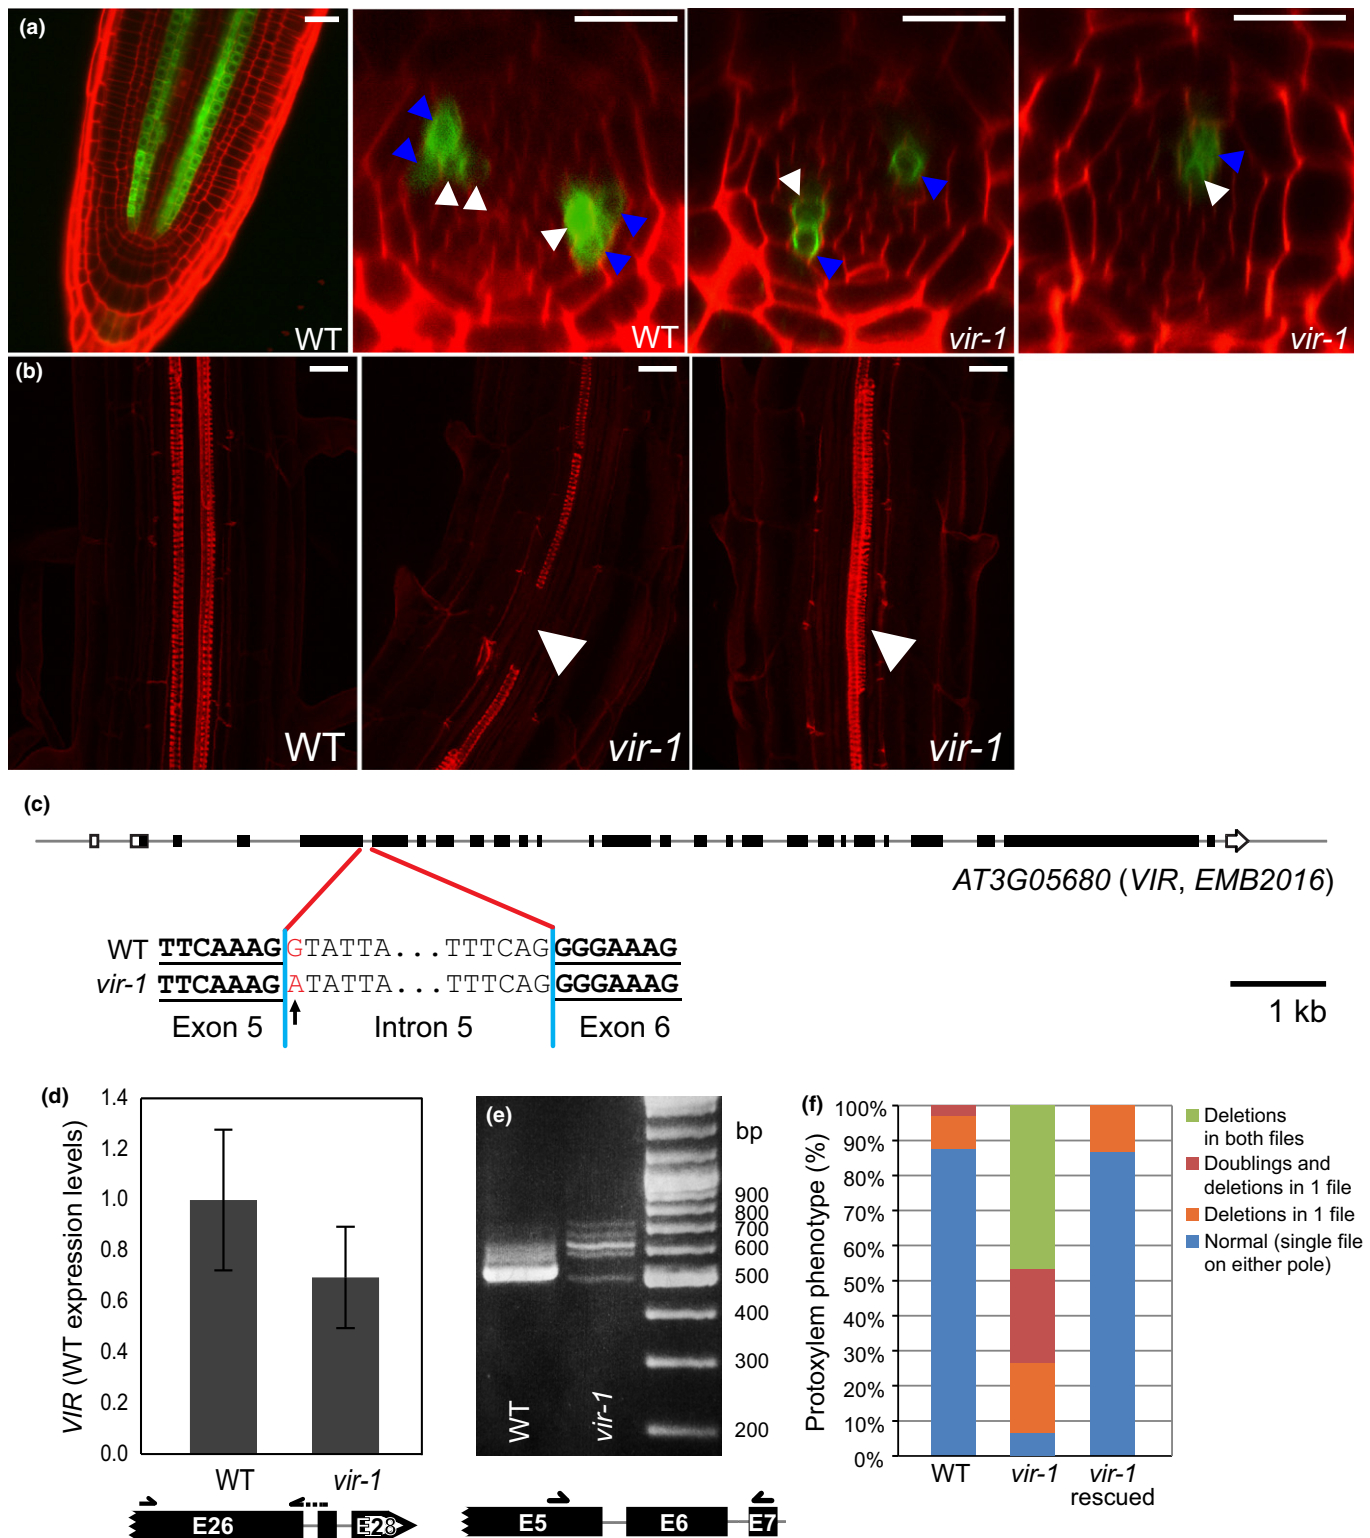 (a)
WT
WT
vir-1
vir-1
(b)
WT
vir-1
vir-1
(c)
AT3G05680 (VIR, EMB2016)
WT TTCAAAGGTATTA...TTTCAGGGGAAAG
vir-1 TTCAAAGATATTA...TTTCAGGGGAAAG
Exon 5 Intron 5 Exon 6
1 kb
(d)
VIR (WT expression levels)
1.4
1.2
1.0
0.8
0.6
0.4
0.2
0.0
WT vir-1
E26 E28
(e)
bp
900
800
700
600
500
400
300
200
WT
vir-1
E5 E6 E7
(f)
Protoxylem phenotype (%)
100%
90%
80%
70%
60%
50%
40%
30%
20%
10%
0%
WT vir-1 vir-1
rescued
Deletions
in both files
Doublings and
deletions in 1 file
Deletions in 1 file
Normal (single file
on either pole)